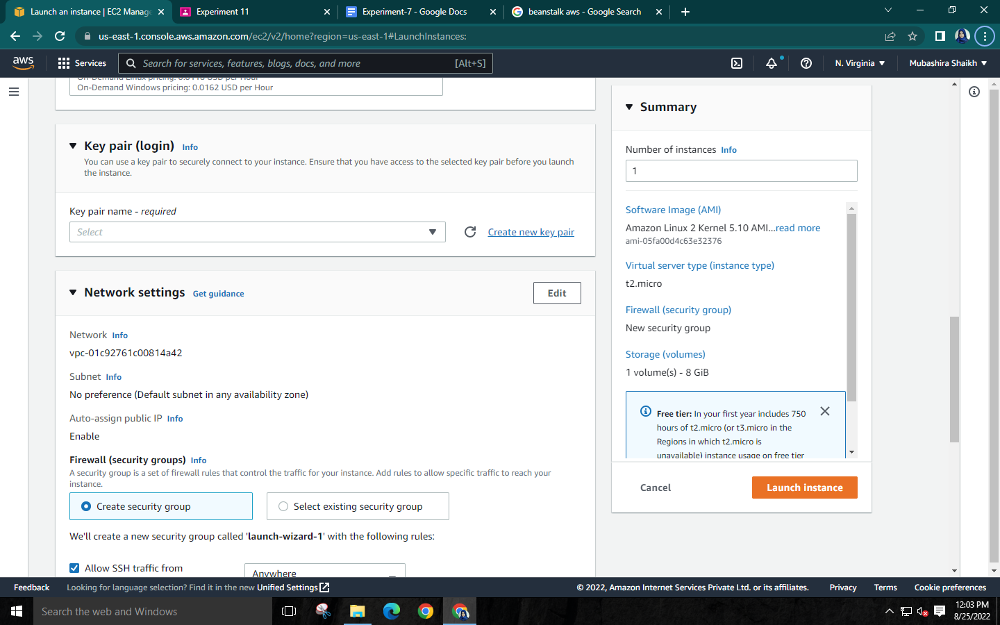 Launch an instance | EC2 Manage
Experiment 11
Experiment-7 - Google Docs
beanstalk aws - Google Search
us-east-1.console.aws.amazon.com/ec2/v2/home?region=us-east-1#LaunchInstances:
aws
Services
Search for services, features, blogs, docs, and more
[Alt+S]
N. Virginia
Mubashira Shaikh
On-Demand Linux pricing: 0.0116 USD per Hour
On-Demand Windows pricing: 0.0162 USD per Hour
Key pair (login) Info
You can use a key pair to securely connect to your instance. Ensure that you have access to the selected key pair before you launch
the instance.
Key pair name - required
Select
Create new key pair
Network settings Get guidance
Edit
Network Info
vpc-01c92761c00814a42
Subnet Info
No preference (Default subnet in any availability zone)
Auto-assign public IP Info
Enable
Firewall (security groups) Info
A security group is a set of firewall rules that control the traffic for your instance. Add rules to allow specific traffic to reach your
instance.
Create security group
Select existing security group
We'll create a new security group called 'launch-wizard-1' with the following rules:
Allow SSH traffic from
Anywhere
Summary
Number of instances Info
1
Software Image (AMI)
Amazon Linux 2 Kernel 5.10 AMI...read more
ami-05fa00d4c63e32376
Virtual server type (instance type)
t2.micro
Firewall (security group)
New security group
Storage (volumes)
1 volume(s) - 8 GiB
Free tier: In your first year includes 750
hours of t2.micro (or t3.micro in the
Regions in which t2.micro is
unavailable) instance usage on free tier
Cancel
Launch instance
Feedback
Looking for language selection? Find it in the new Unified Settings
© 2022, Amazon Internet Services Private Ltd. or its affiliates.
Privacy
Terms
Cookie preferences
Search the web and Windows
12:03 PM
8/25/2022